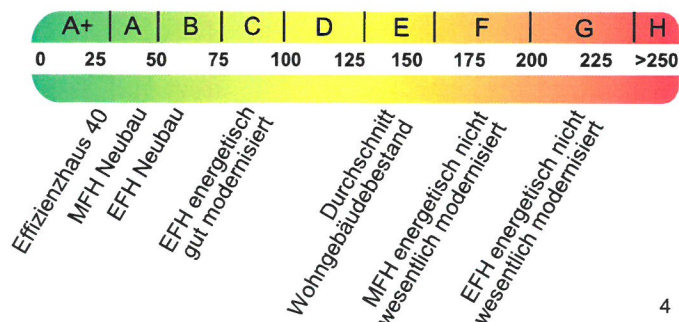 A+ A B C D E F G H
0 25 50 75 100 125 150 175 200 225 >250
Effizienzhaus 40
MFH Neubau
EFH Neubau
EFH energetisch
gut modernisiert
Durchschnitt
Wohngebäudebestand
MFH energetisch nicht
wesentlich modernisiert
EFH energetisch nicht
wesentlich modernisiert
4